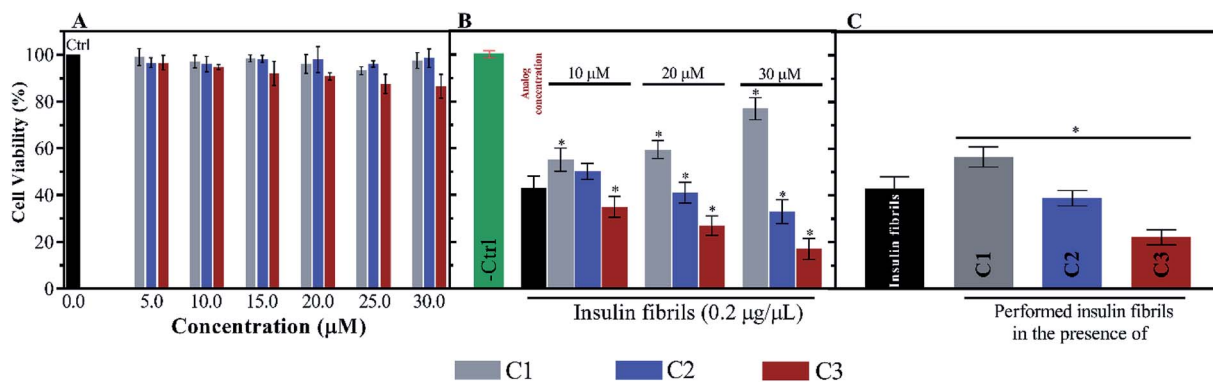 A
B
C
Ctrl
100
80
60
40
20
0
Cell Viability (%)
0.0
5.0
10.0
15.0
20.0
25.0
30.0
Concentration (µM)
-Ctrl
Analog
concentration
10 µM
20 µM
30 µM
*
*
*
*
*
*
*
*
Insulin fibrils (0.2 µg/µL)
*
Insulin fibrils
C1
C2
C3
Performed insulin fibrils
in the presence of
C1
C2
C3